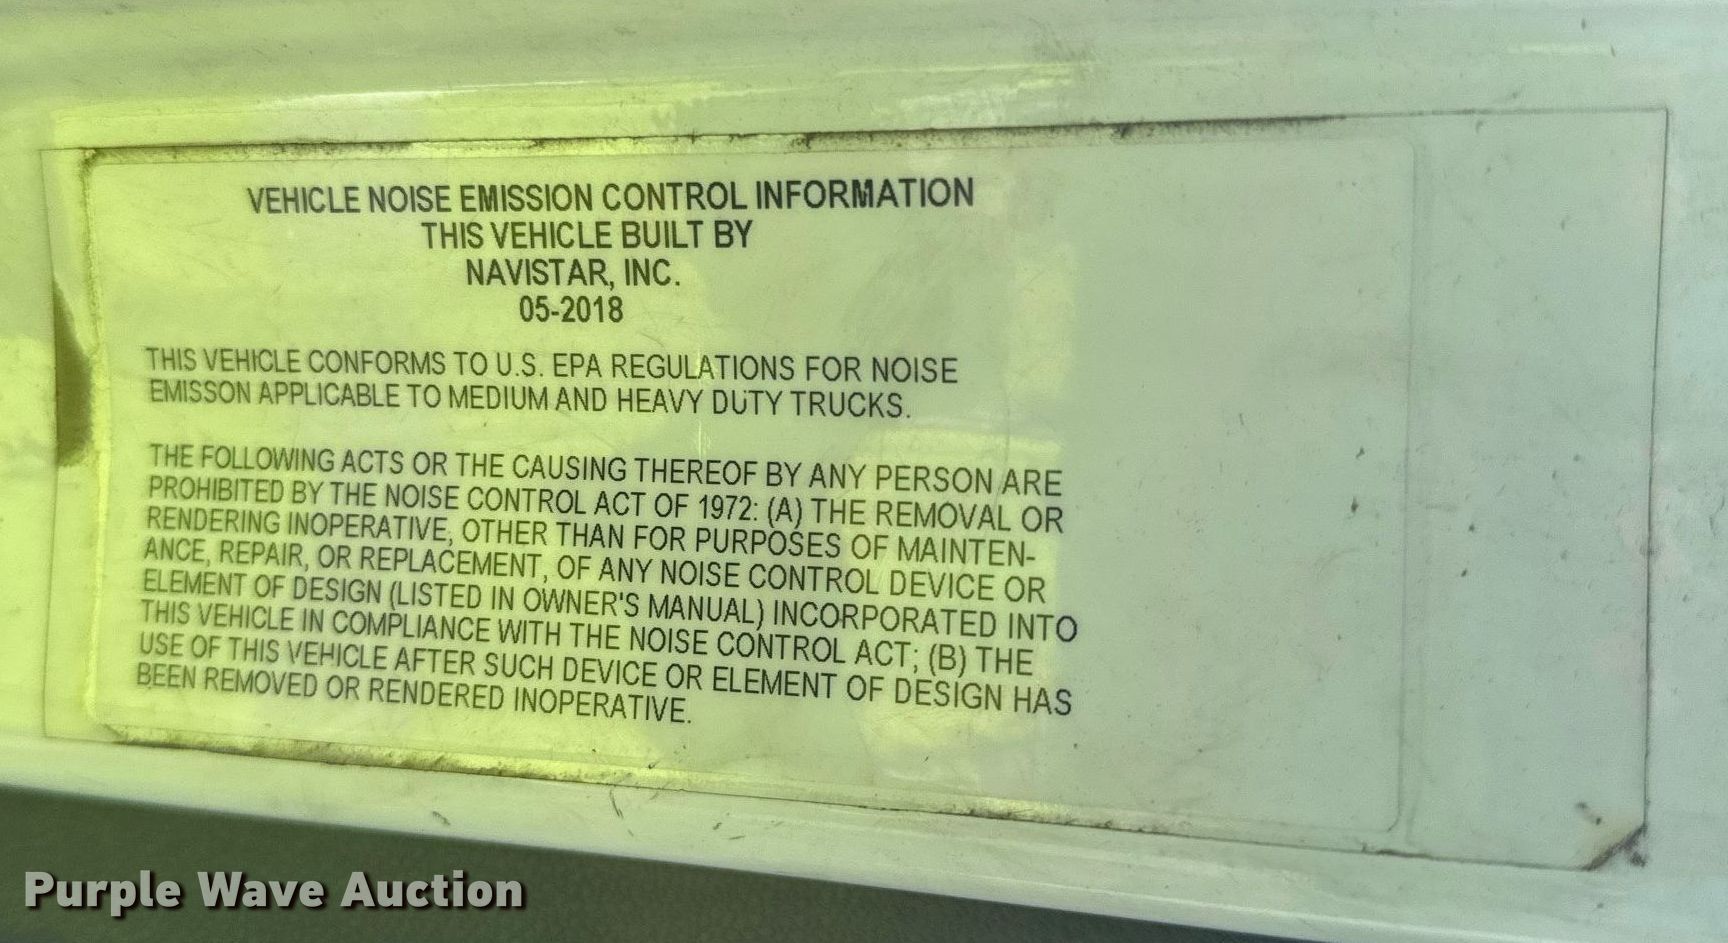 VEHICLE NOISE EMISSION CONTROL INFORMATION
THIS VEHICLE BUILT BY
NAVISTAR, INC.
05-2018
THIS VEHICLE CONFORMS TO U.S. EPA REGULATIONS FOR NOISE
EMISSON APPLICABLE TO MEDIUM AND HEAVY DUTY TRUCKS.
THE FOLLOWING ACTS OR THE CAUSING THEREOF BY ANY PERSON ARE
PROHIBITED BY THE NOISE CONTROL ACT OF 1972: (A) THE REMOVAL OR
RENDERING INOPERATIVE, OTHER THAN FOR PURPOSES OF MAINTEN-
ANCE, REPAIR, OR REPLACEMENT, OF ANY NOISE CONTROL DEVICE OR
ELEMENT OF DESIGN (LISTED IN OWNER'S MANUAL) INCORPORATED INTO
THIS VEHICLE IN COMPLIANCE WITH THE NOISE CONTROL ACT; (B) THE
USE OF THIS VEHICLE AFTER SUCH DEVICE OR ELEMENT OF DESIGN HAS
BEEN REMOVED OR RENDERED INOPERATIVE.
Purple Wave Auction